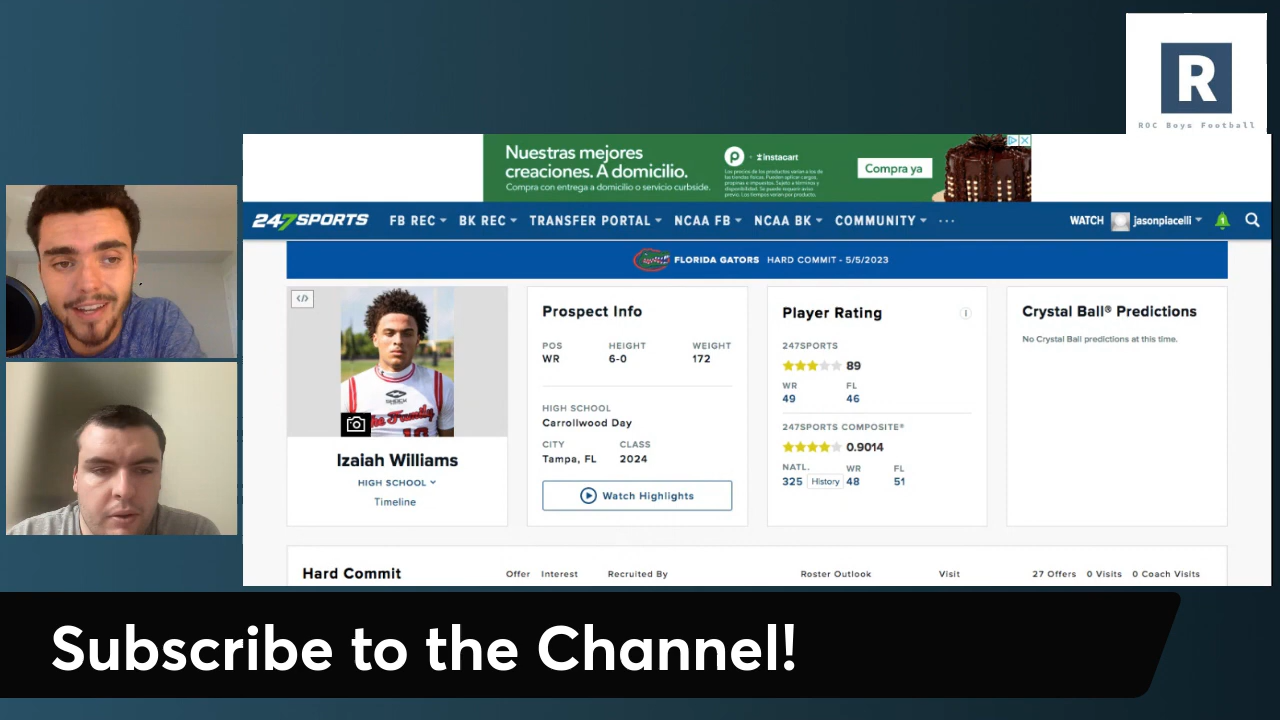 R
ROC Boys Football
Nuestras mejores
creaciones. A domicilio.
Compra con entrega a domicilio o servicio curbside.
P · instacart
Compra ya
247SPORTS FB REC BK REC TRANSFER PORTAL NCAA FB NCAA BK COMMUNITY ··· WATCH jasonpiacelli 1
FLORIDA GATORS HARD COMMIT - 5/5/2023
</>
Izaiah Williams
HIGH SCHOOL
Timeline
Prospect Info
POS HEIGHT WEIGHT
WR 6-0 172
HIGH SCHOOL
Carrollwood Day
CITY CLASS
Tampa, FL 2024
Watch Highlights
Player Rating i
247SPORTS
89
WR FL
49 46
247SPORTS COMPOSITE®
0.9014
NATL. WR FL
325 History 48 51
Crystal Ball® Predictions
No Crystal Ball predictions at this time.
Hard Commit Offer Interest Recruited By Roster Outlook Visit 27 Offers 0 Visits 0 Coach Visits
Subscribe to the Channel!